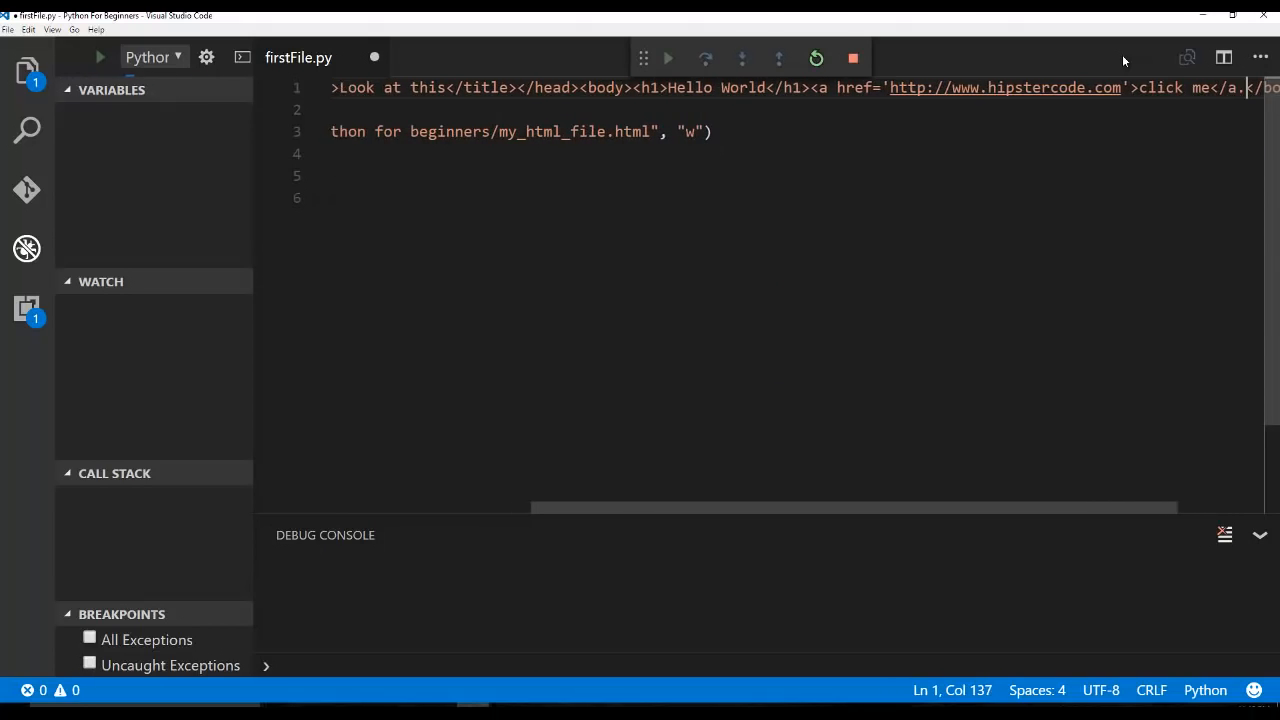 firstFile.py - Python For Beginners - Visual Studio Code
File Edit View Go Help
Python
firstFile.py
1
VARIABLES
1 >Look at this</title></head><body><h1>Hello World</h1><a href='http://www.hipstercode.com'>click me</a.</bo
2
3 thon for beginners/my_html_file.html", "w")
4
5
6
WATCH
1
CALL STACK
DEBUG CONSOLE
BREAKPOINTS
All Exceptions
Uncaught Exceptions
0 0 Ln 1, Col 137 Spaces: 4 UTF-8 CRLF Python